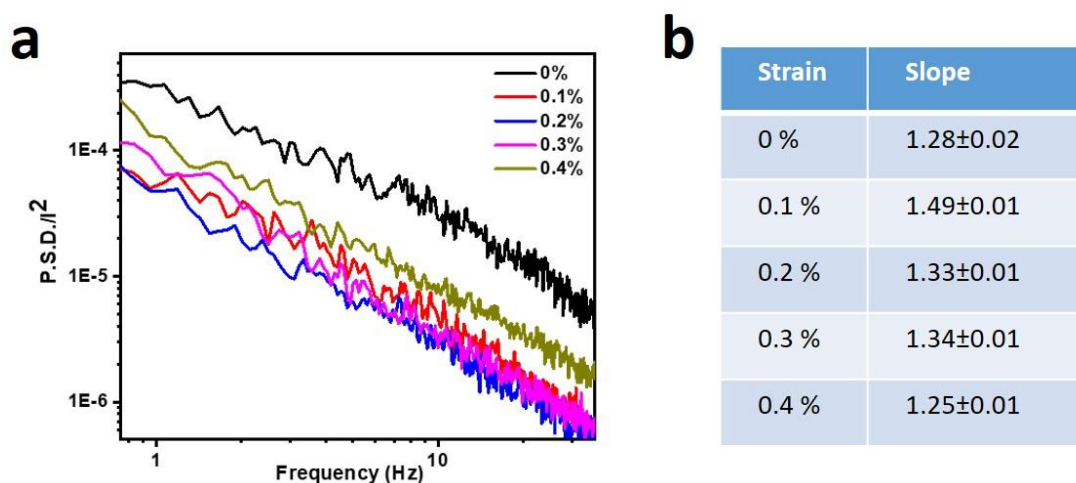 a
P.S.D./I²
1E-4
1E-5
1E-6
1
10
Frequency (Hz)
0%
0.1%
0.2%
0.3%
0.4%
b
Strain Slope
0 % 1.28±0.02
0.1 % 1.49±0.01
0.2 % 1.33±0.01
0.3 % 1.34±0.01
0.4 % 1.25±0.01